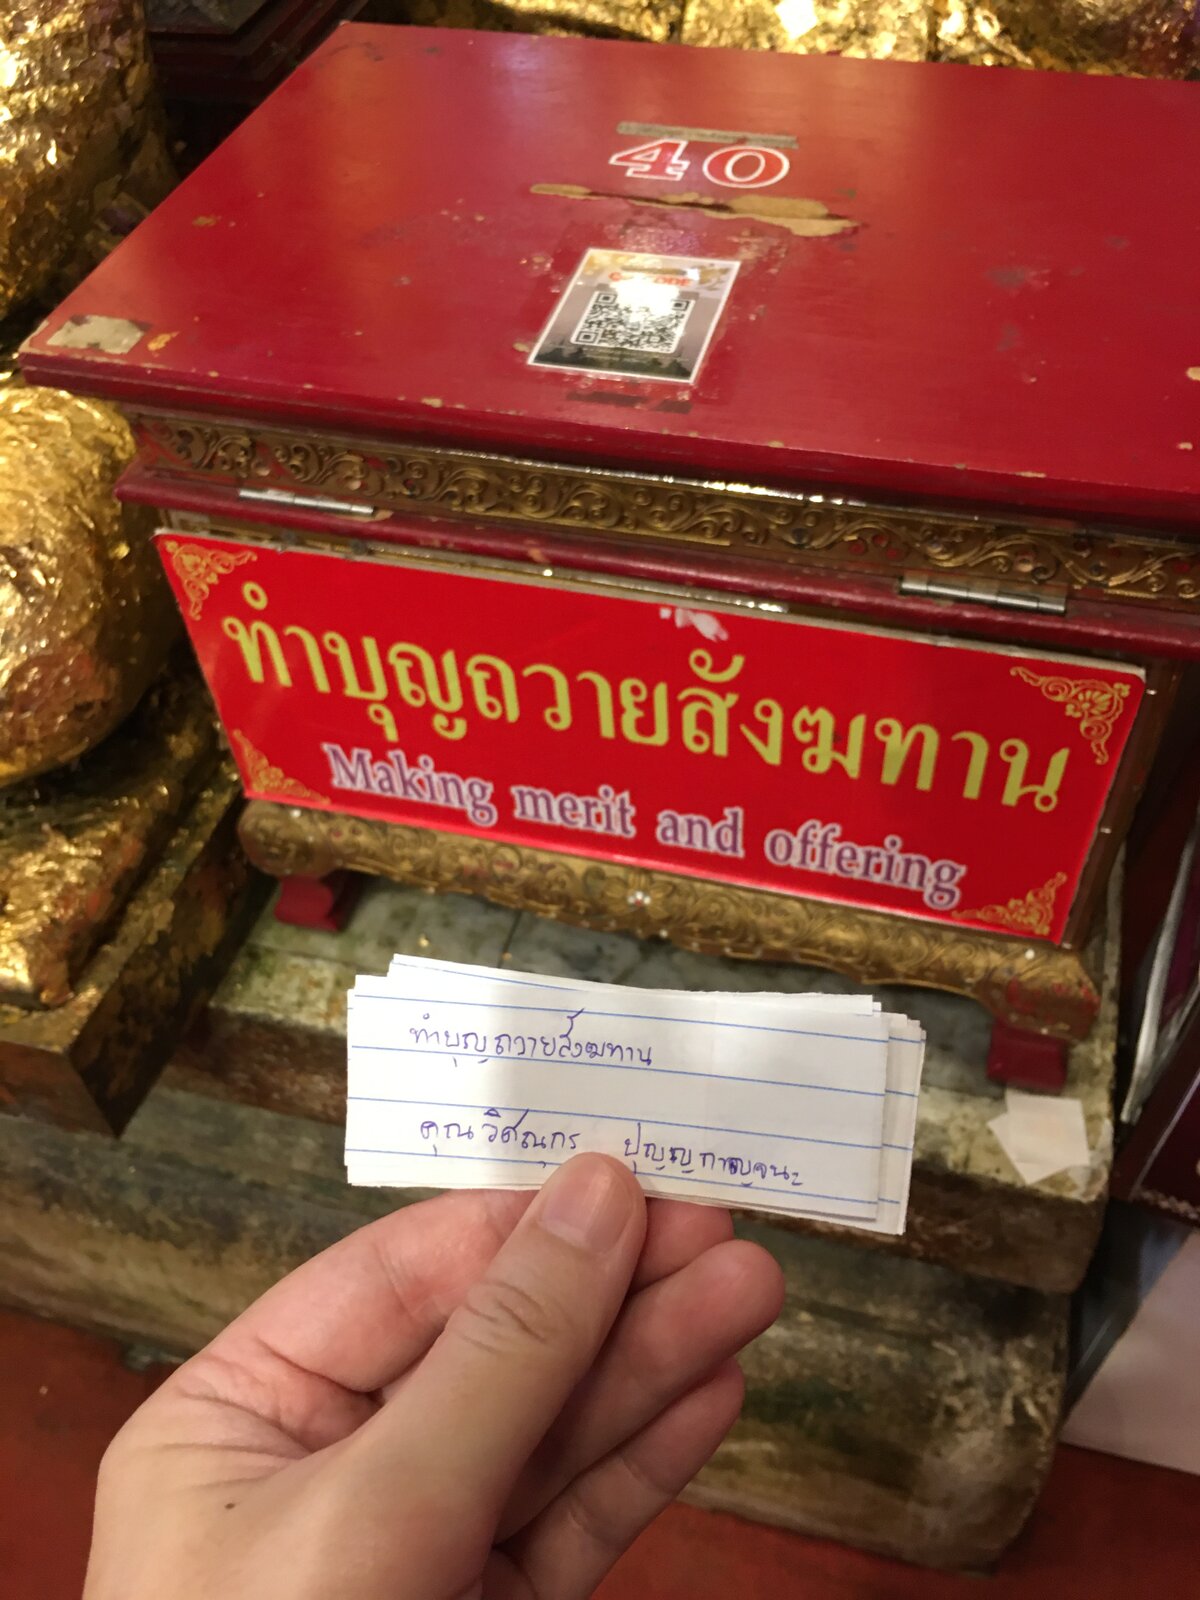 40
ทำบุญถวายสังฆทาน
Making merit and offering
ทำบุญถวายสังฆทาน
คุณวิศณุกร ปุญญกาญจนะ